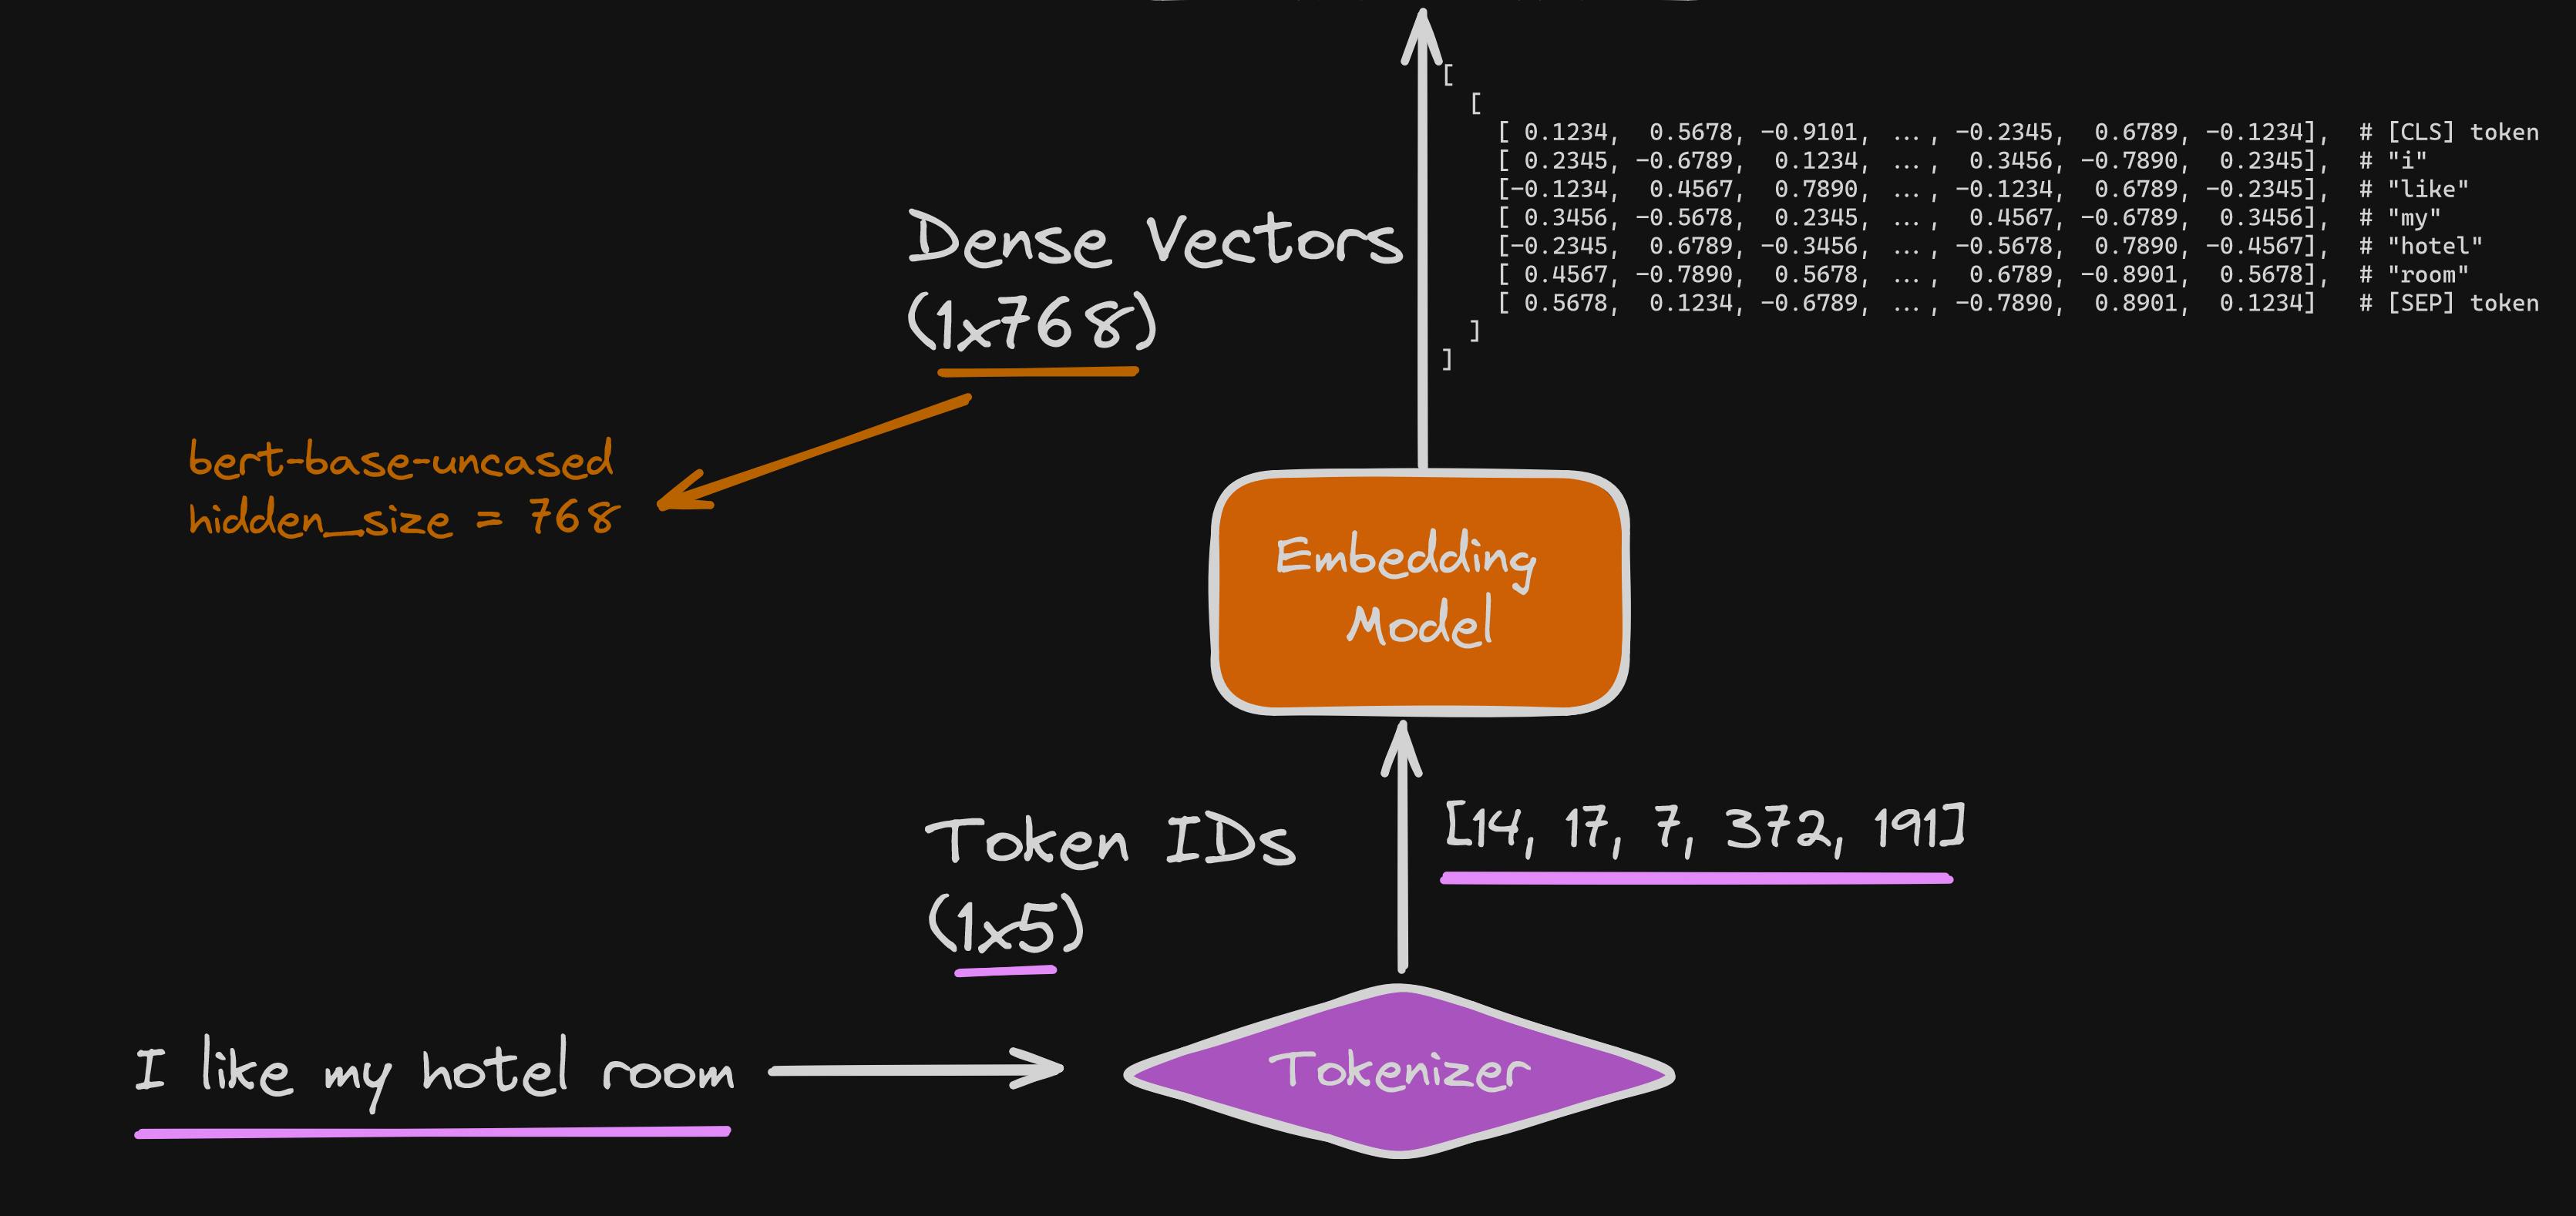 [
[
[ 0.1234,  0.5678, -0.9101,  ..., -0.2345,  0.6789, -0.1234],  # [CLS] token
[ 0.2345, -0.6789,  0.1234,  ...,  0.3456, -0.7890,  0.2345],  # "i"
[-0.1234,  0.4567,  0.7890,  ..., -0.1234,  0.6789, -0.2345],  # "like"
[ 0.3456, -0.5678,  0.2345,  ...,  0.4567, -0.6789,  0.3456],  # "my"
[-0.2345,  0.6789, -0.3456,  ..., -0.5678,  0.7890, -0.4567],  # "hotel"
[ 0.4567, -0.7890,  0.5678,  ...,  0.6789, -0.8901,  0.5678],  # "room"
[ 0.5678,  0.1234, -0.6789,  ..., -0.7890,  0.8901,  0.1234]   # [SEP] token
]
]
Dense Vectors
(1x768)
bert-base-uncased
hidden_size = 768
Embedding
Model
Token IDs
(1x5)
[14, 17, 7, 372, 191]
I like my hotel room
Tokenizer